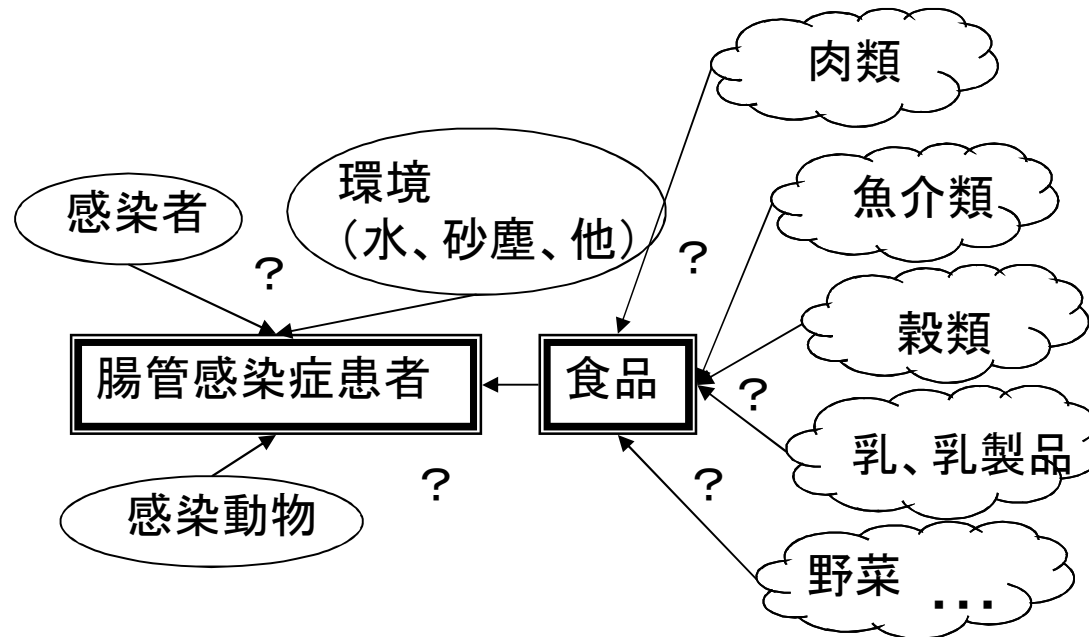 肉類
魚介類
感染者
環境
（水、砂塵、他）
？
？
穀類
腸管感染症患者
食品
？
乳、乳製品
？
？
感染動物
野菜 ...